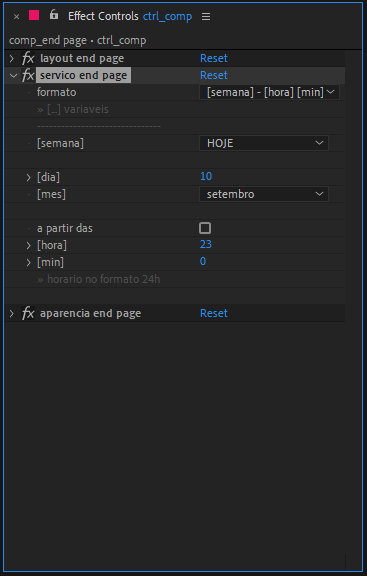 × Effect Controls ctrl_comp ≡
comp_end page • ctrl_comp
fx layout end page Reset
fx servico end page Reset
formato [semana] - [hora] [min]
» [...] variaveis
------------------------------
[semana] HOJE
[dia] 10
[mes] setembro
a partir das
[hora] 23
[min] 0
» horario no formato 24h
fx aparencia end page Reset